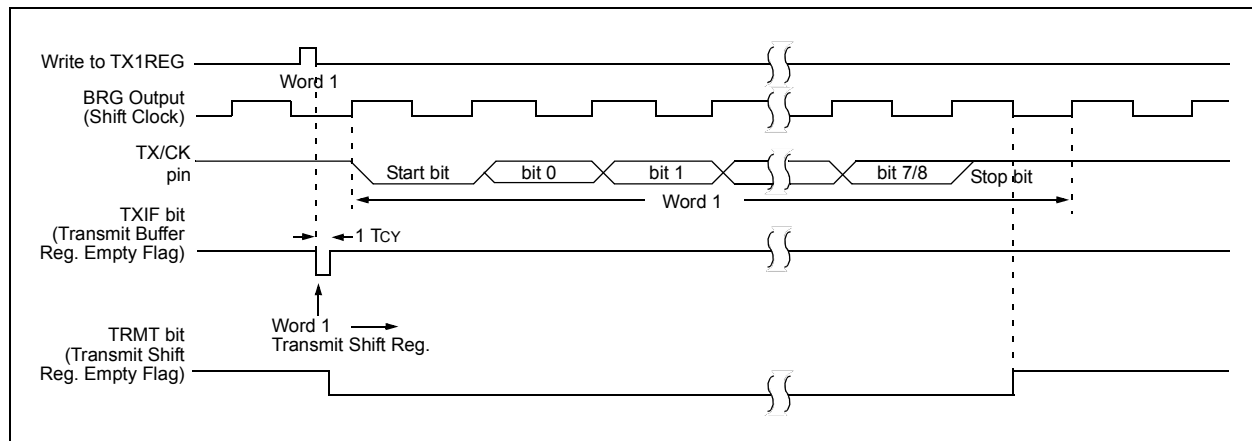 Write to TX1REG
Word 1
BRG Output
(Shift Clock)
TX/CK
pin
Start bit
bit 0
bit 1
bit 7/8
Stop bit
Word 1
TXIF bit
(Transmit Buffer
Reg. Empty Flag)
1 TCY
Word 1
Transmit Shift Reg.
TRMT bit
(Transmit Shift
Reg. Empty Flag)